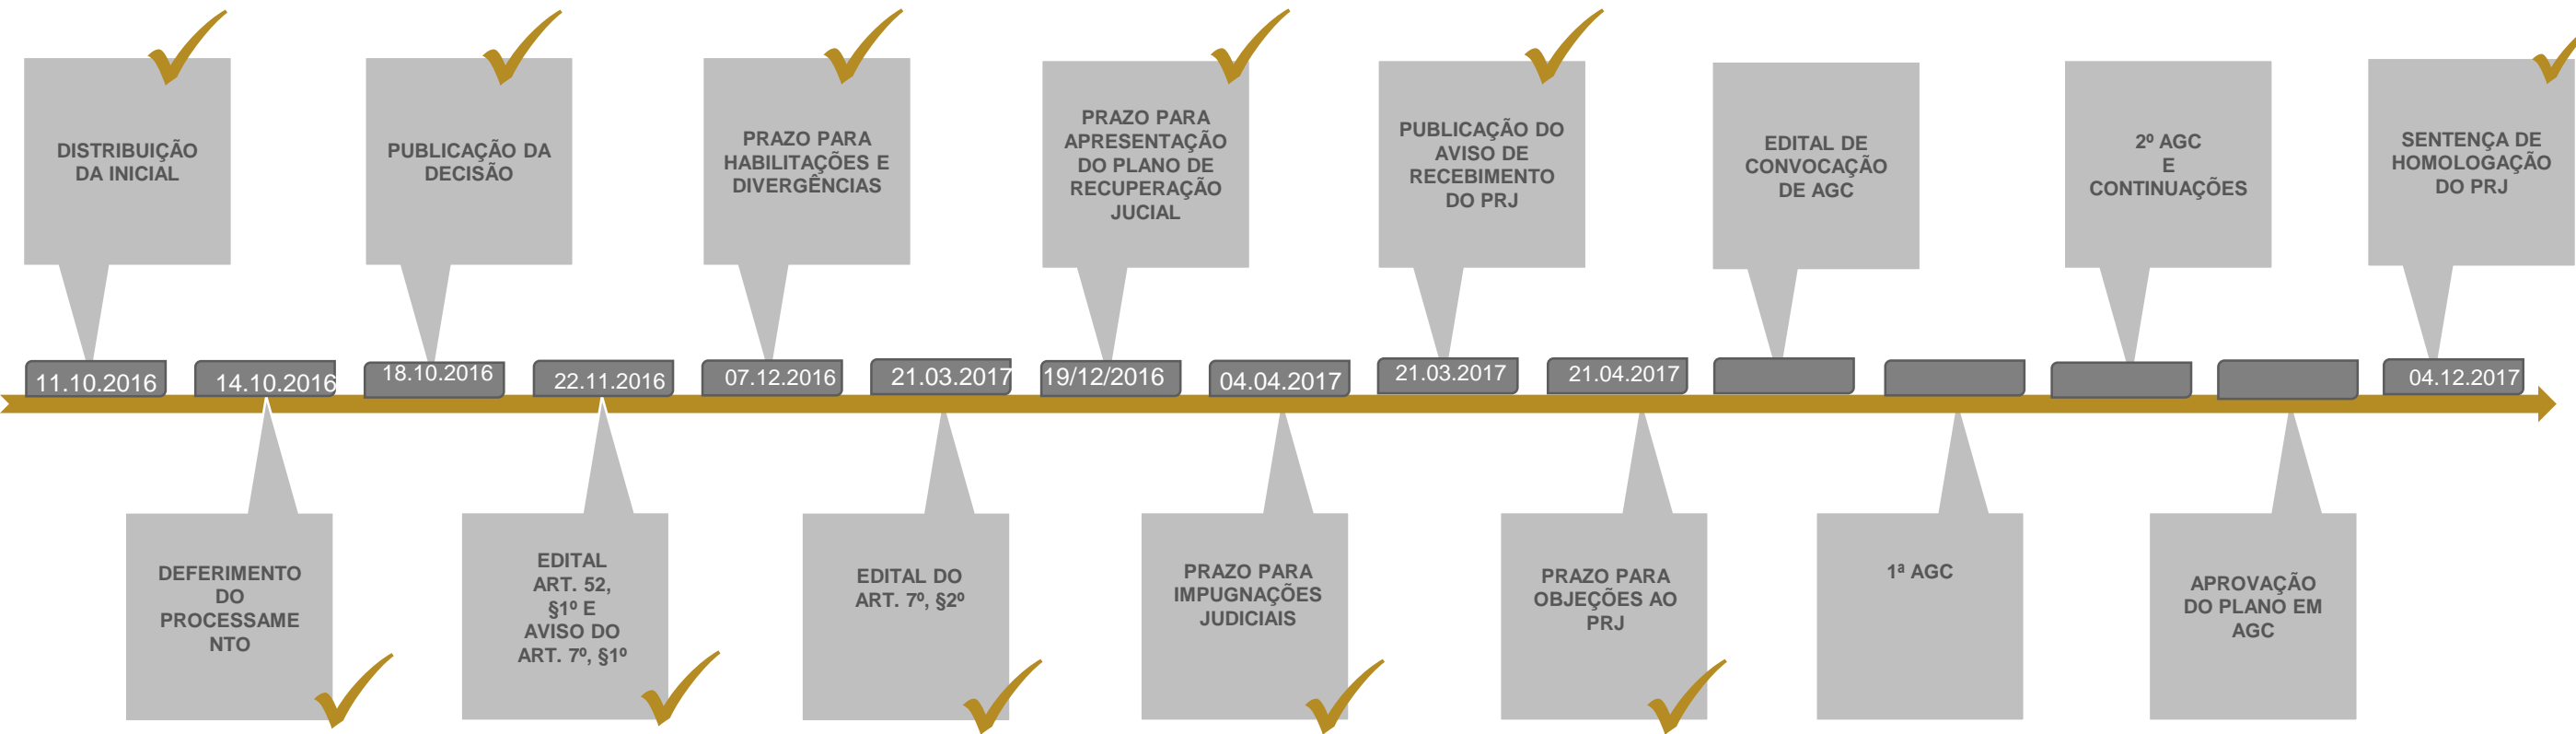 DISTRIBUIÇÃO
DA INICIAL
PUBLICAÇÃO DA
DECISÃO
PRAZO PARA
HABILITAÇÕES E
DIVERGÊNCIAS
PRAZO PARA
APRESENTAÇÃO
DO PLANO DE
RECUPERAÇÃO
JUCIAL
PUBLICAÇÃO DO
AVISO DE
RECEBIMENTO
DO PRJ
EDITAL DE
CONVOCAÇÃO
DE AGC
2º AGC
E
CONTINUAÇÕES
SENTENÇA DE
HOMOLOGAÇÃO
DO PRJ
11.10.2016
14.10.2016
18.10.2016
22.11.2016
07.12.2016
21.03.2017
19/12/2016
04.04.2017
21.03.2017
21.04.2017
04.12.2017
DEFERIMENTO
DO
PROCESSAME
NTO
EDITAL
ART. 52,
§1º E
AVISO DO
ART. 7º, §1º
EDITAL DO
ART. 7º, §2º
PRAZO PARA
IMPUGNAÇÕES
JUDICIAIS
PRAZO PARA
OBJEÇÕES AO
PRJ
1ª AGC
APROVAÇÃO
DO PLANO EM
AGC